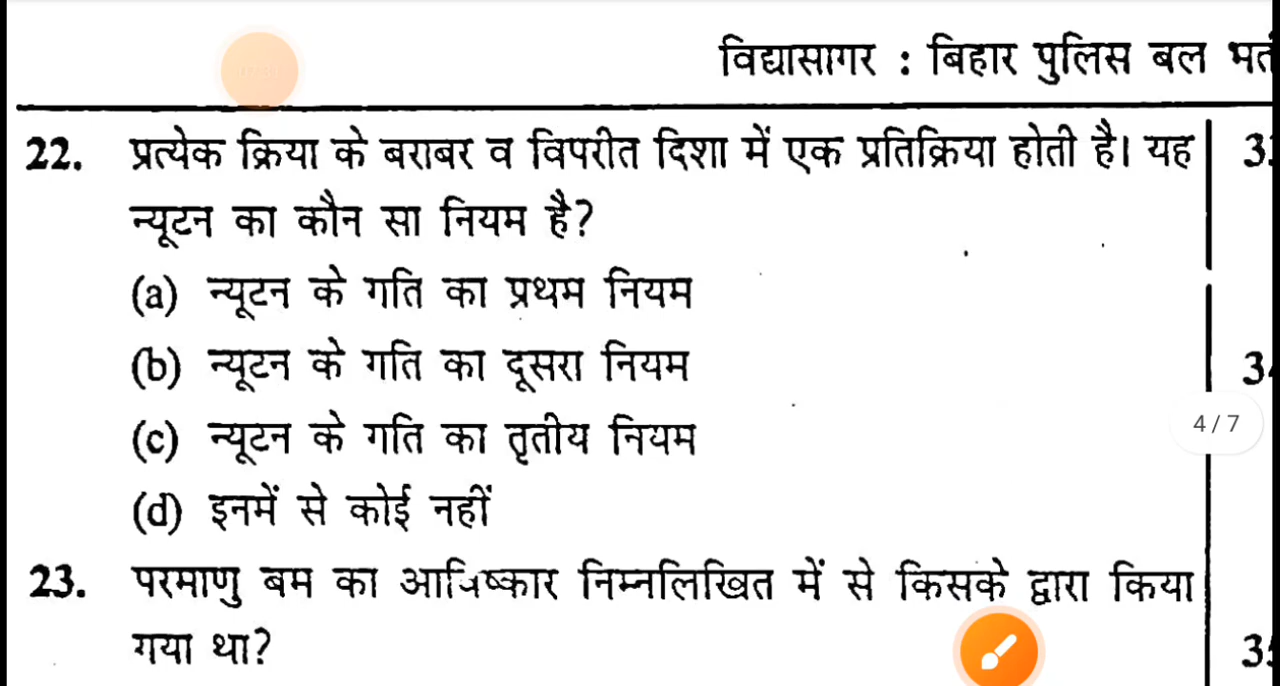 विद्यासागर : बिहार पुलिस बल
22. प्रत्येक क्रिया के बराबर व विपरीत दिशा में एक प्रतिक्रिया होती है। यह
न्यूटन का कौन सा नियम है?
(a) न्यूटन के गति का प्रथम नियम
(b) न्यूटन के गति का दूसरा नियम
(c) न्यूटन के गति का तृतीय नियम
(d) इनमें से कोई नहीं
23. परमाणु बम का आविष्कार निम्नलिखित में से किसके द्वारा किया
गया था?
4 / 7